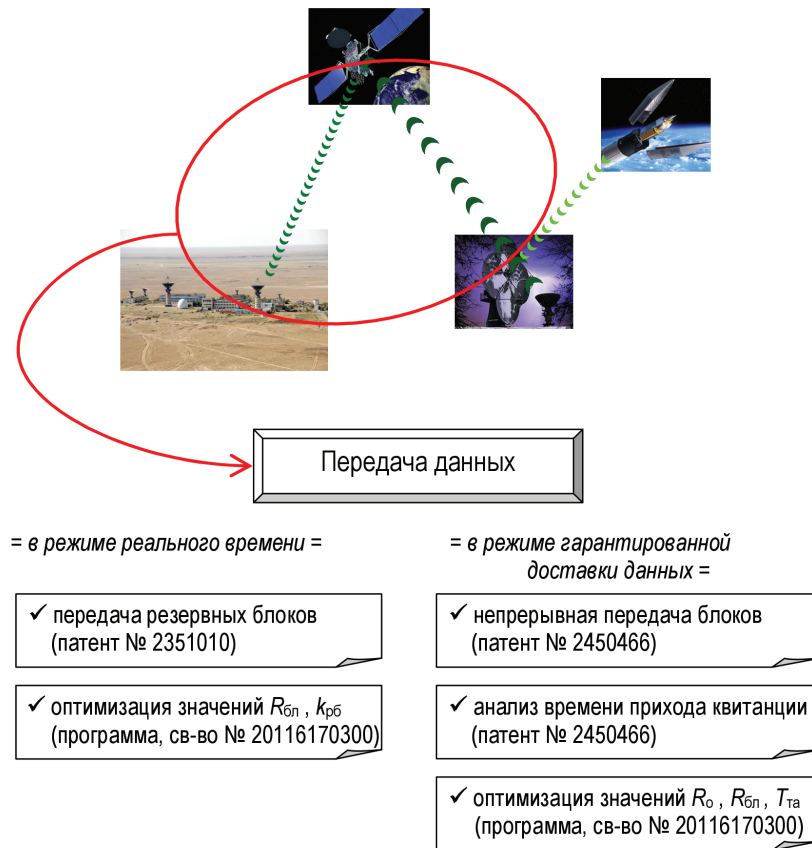 Передача данных
= в режиме реального времени =
✓ передача резервных блоков
(патент № 2351010)
✓ оптимизация значений Rбл , kрб
(программа, св-во № 20116170300)
= в режиме гарантированной
доставки данных =
✓ непрерывная передача блоков
(патент № 2450466)
✓ анализ времени прихода квитанции
(патент № 2450466)
✓ оптимизация значений Rо , Rбл , Tта
(программа, св-во № 20116170300)